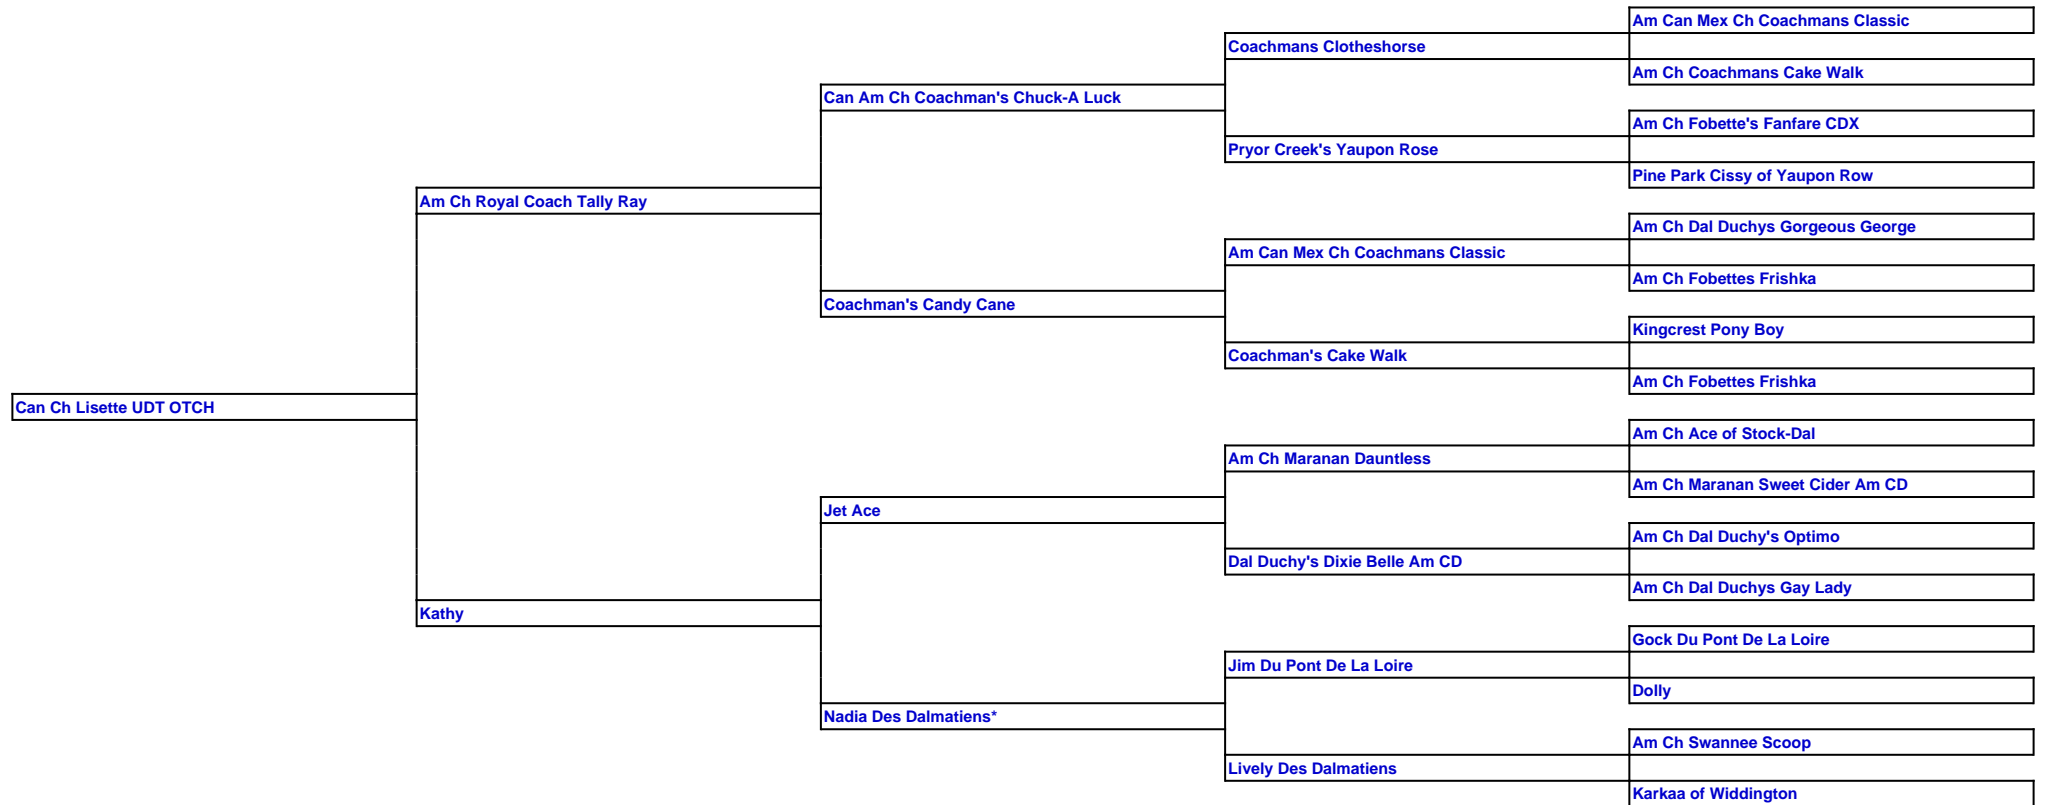 Am Can Mex Ch Coachmans Classic
Coachmans Clotheshorse
Am Ch Coachmans Cake Walk
Can Am Ch Coachman's Chuck-A Luck
Am Ch Fobette's Fanfare CDX
Pryor Creek's Yaupon Rose
Pine Park Cissy of Yaupon Row
Am Ch Royal Coach Tally Ray
Am Ch Dal Duchys Gorgeous George
Am Can Mex Ch Coachmans Classic
Am Ch Fobettes Frishka
Coachman's Candy Cane
Kingcrest Pony Boy
Coachman's Cake Walk
Am Ch Fobettes Frishka
Can Ch Lisette UDT OTCH
Am Ch Ace of Stock-Dal
Am Ch Maranan Dauntless
Am Ch Maranan Sweet Cider Am CD
Jet Ace
Am Ch Dal Duchy's Optimo
Dal Duchy's Dixie Belle Am CD
Am Ch Dal Duchys Gay Lady
Kathy
Gock Du Pont De La Loire
Jim Du Pont De La Loire
Dolly
Nadia Des Dalmatiens*
Am Ch Swannee Scoop
Lively Des Dalmatiens
Karkaa of Widdington